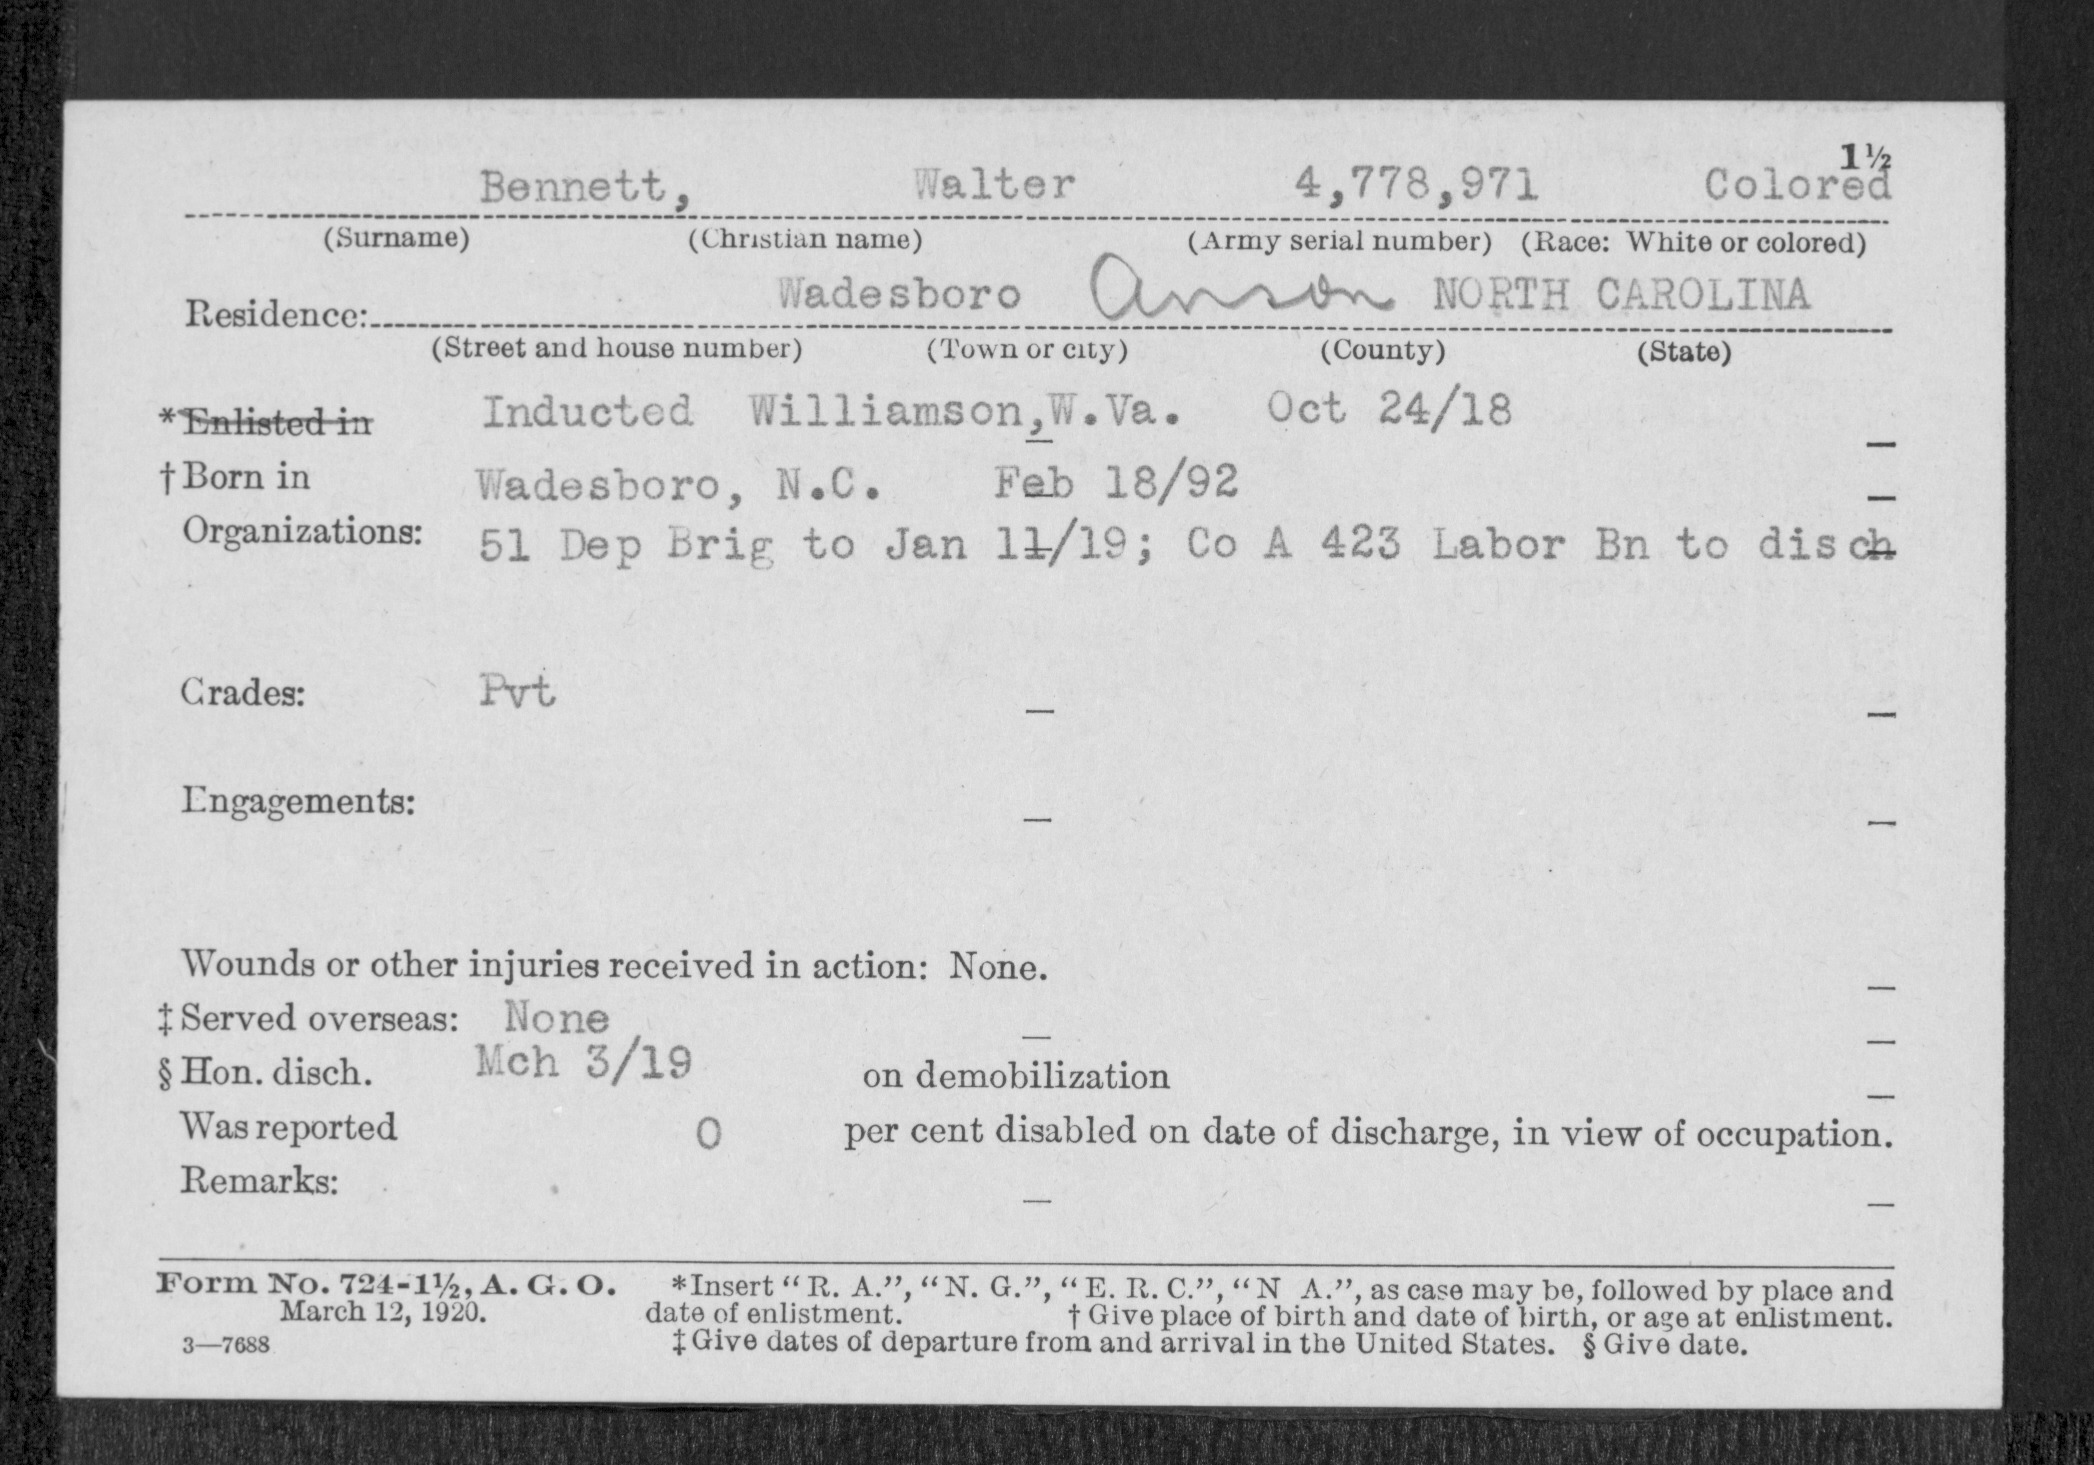 1½
Bennett, Walter 4,778,971 Colored
(Surname) (Christian name) (Army serial number) (Race: White or colored)
Residence: Wadesboro Anson NORTH CAROLINA
(Street and house number) (Town or city) (County) (State)
* Enlisted in Inducted Williamson,W.Va. Oct 24/18
† Born in Wadesboro, N.C. Feb 18/92
Organizations: 51 Dep Brig to Jan 11/19; Co A 423 Labor Bn to disch
Grades: Pvt
Engagements:
Wounds or other injuries received in action: None.
‡ Served overseas: None
§ Hon. disch. Mch 3/19 on demobilization
Was reported 0 per cent disabled on date of discharge, in view of occupation.
Remarks:
Form No. 724-1½, A. G. O. *Insert "R. A.", "N. G.", "E. R. C.", "N A.", as case may be, followed by place and
March 12, 1920. date of enlistment. † Give place of birth and date of birth, or age at enlistment.
3—7688 ‡ Give dates of departure from and arrival in the United States. § Give date.